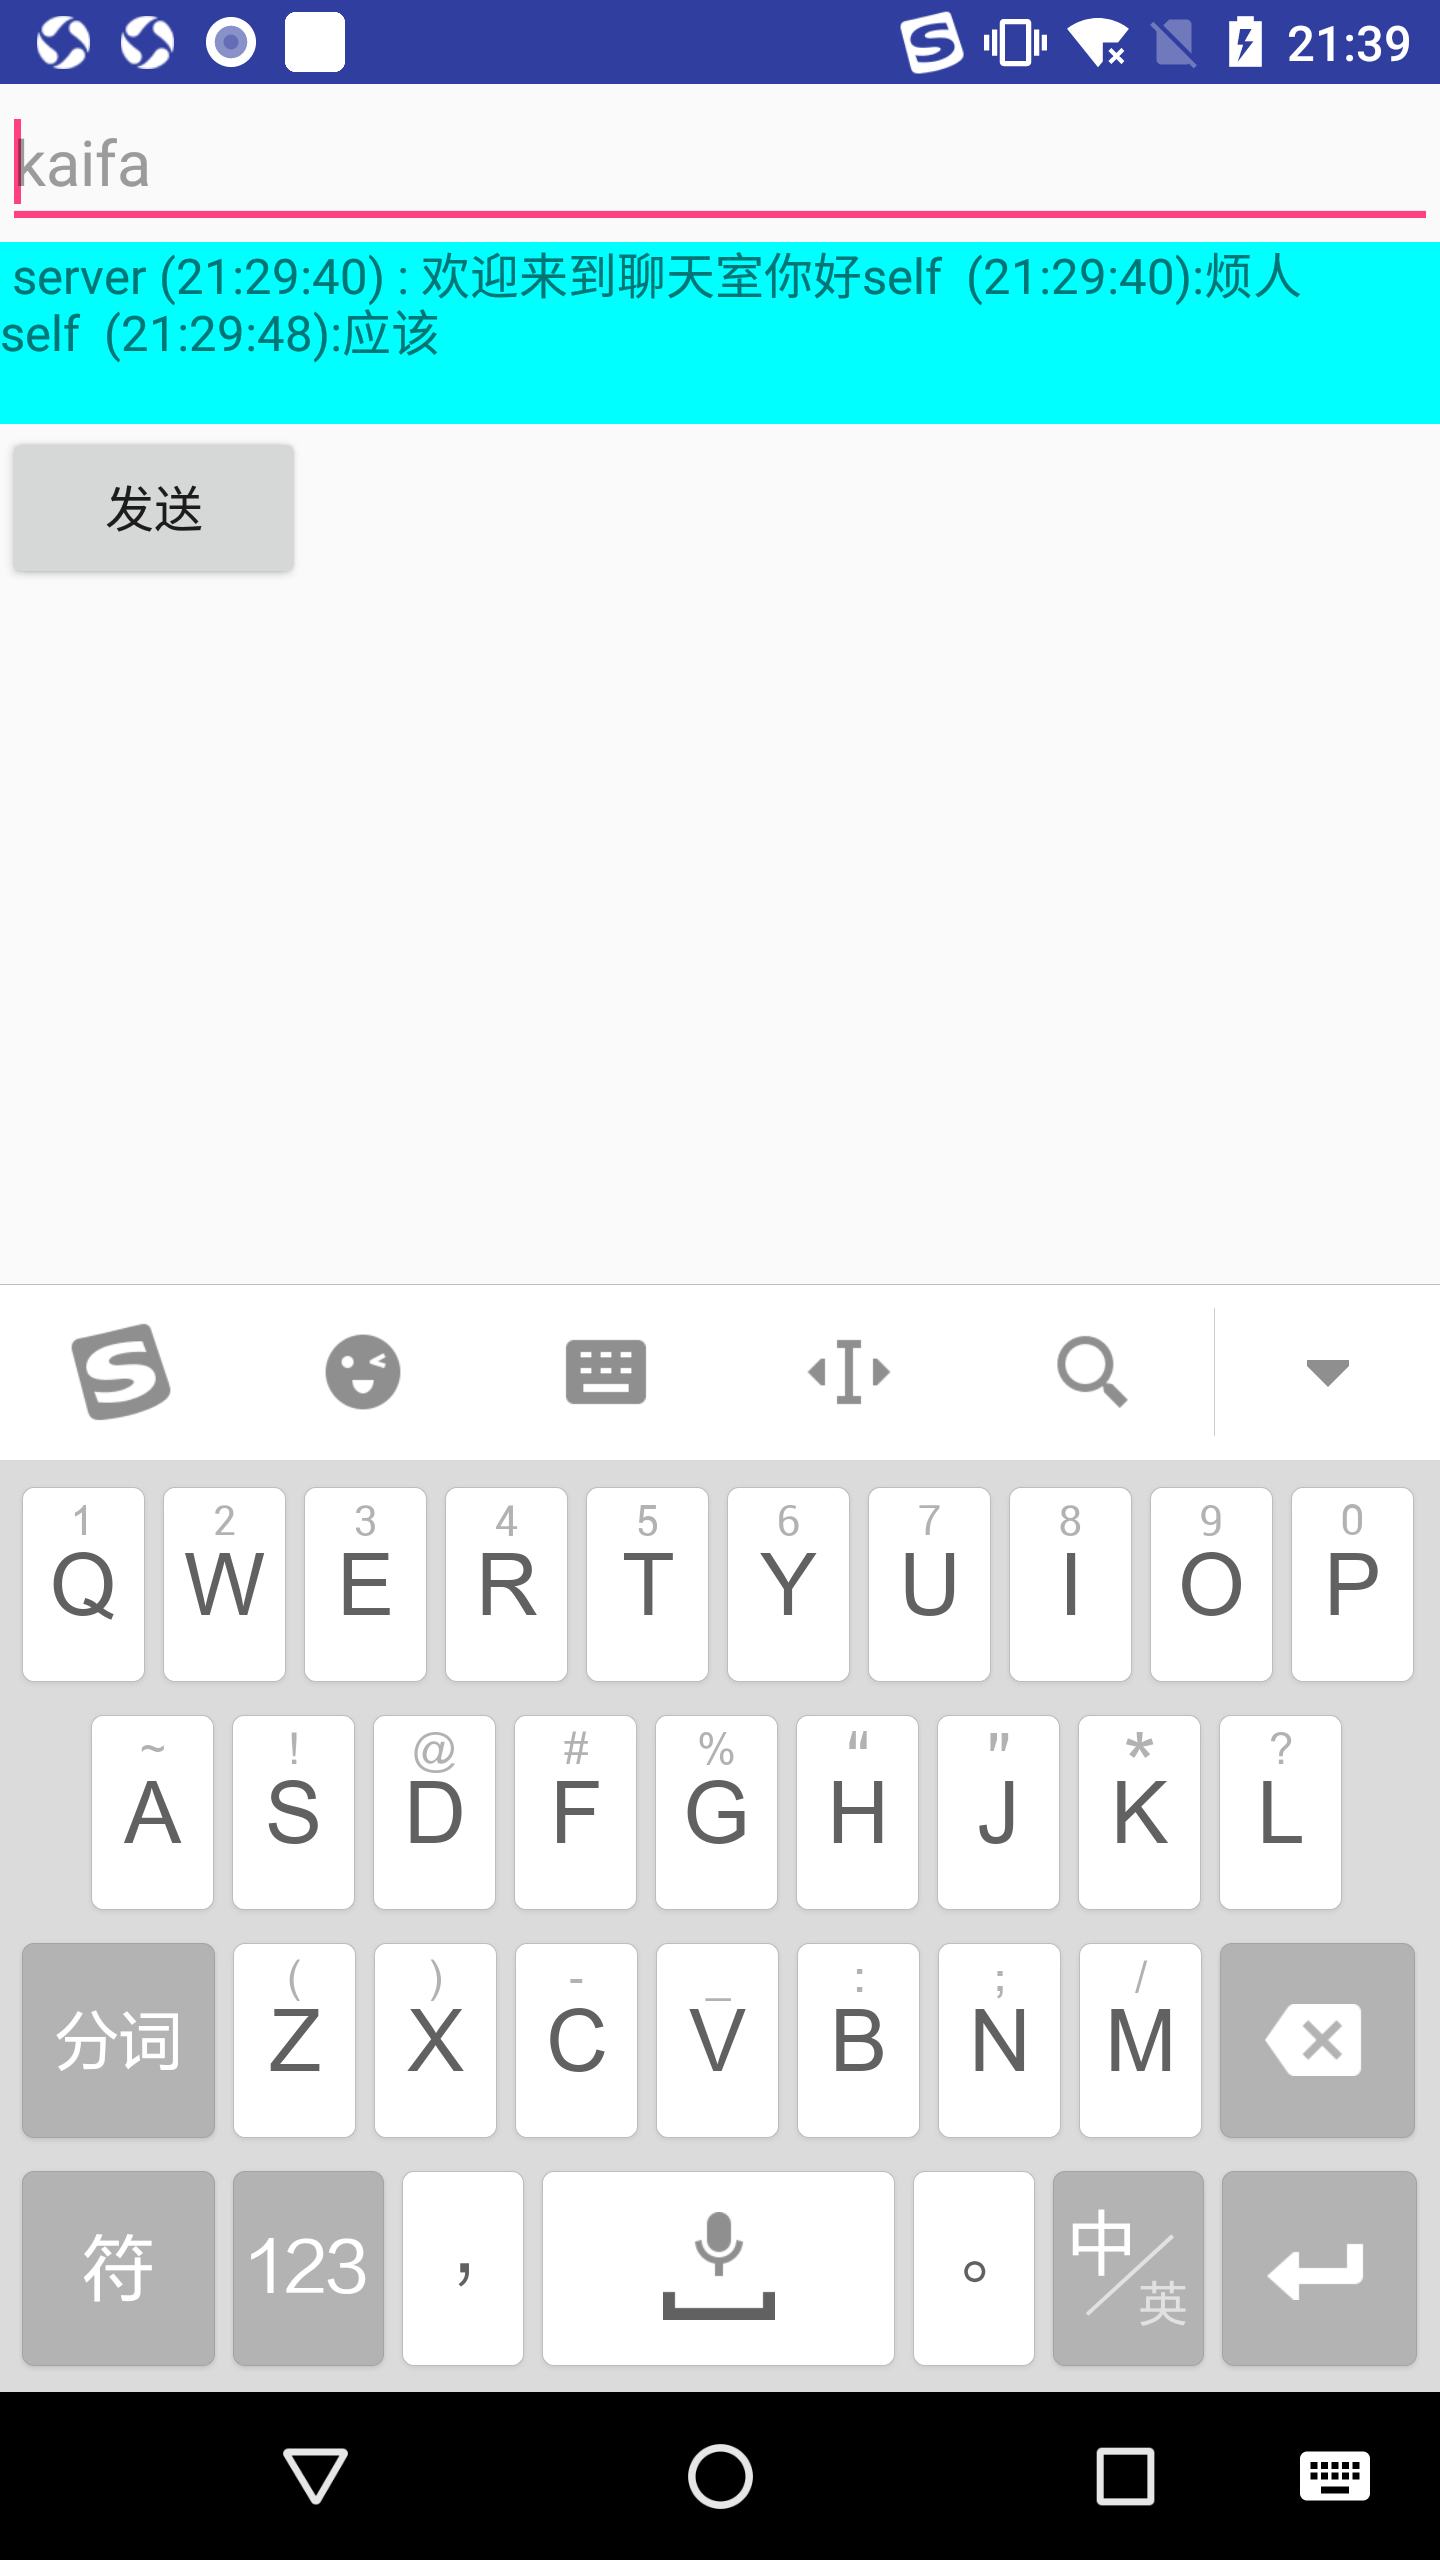 21:39
kaifa
server (21:29:40) : 欢迎来到聊天室你好self  (21:29:40):烦人
self  (21:29:48):应该
发送
1 2 3 4 5 6 7 8 9 0
Q W E R T Y U I O P
~ ! @ # % “ " * ?
A S D F G H J K L
( ) - _ : ; /
分词 Z X C V B N M
符 123 , 。 中/英